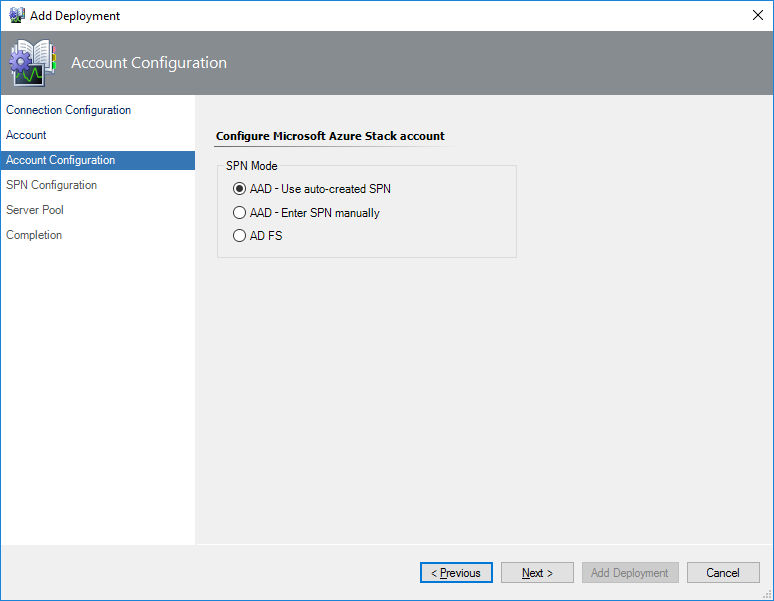 Add Deployment
Account Configuration
Connection Configuration
Account
Account Configuration
SPN Configuration
Server Pool
Completion
Configure Microsoft Azure Stack account
SPN Mode
AAD - Use auto-created SPN
AAD - Enter SPN manually
AD FS
< Previous
Next >
Add Deployment
Cancel